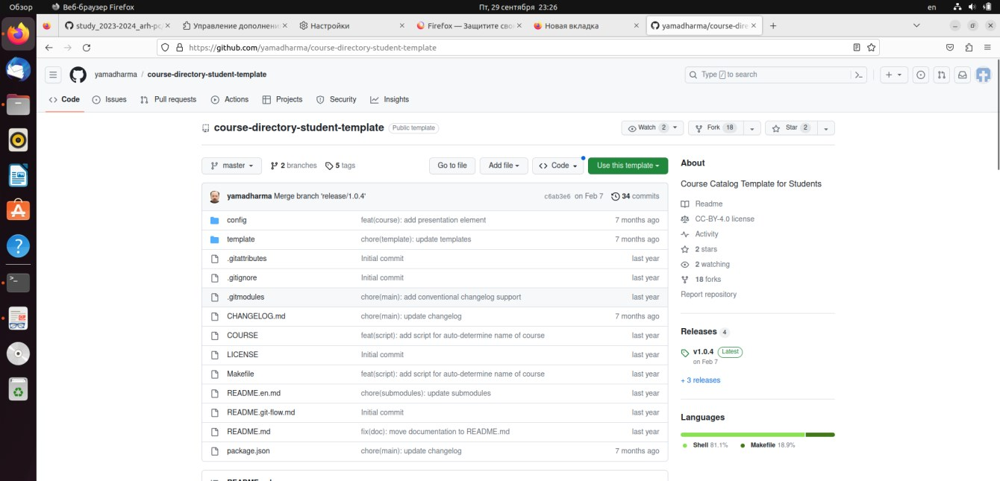 Обзор Веб-браузер Firefox Пт, 29 сентября 23:26 en
study_2023-2024_arh-pc Управление дополнен Настройки Firefox — Защитите сво Новая вкладка yamadharma/course-dire
https://github.com/yamadharma/course-directory-student-template
yamadharma / course-directory-student-template Type / to search
Code Issues Pull requests Actions Projects Security Insights
course-directory-student-template Public template Watch 2 Fork 18 Star 2
master 2 branches 5 tags Go to file Add file Code Use this template
yamadharma Merge branch 'release/1.0.4' c6ab3e6 on Feb 7 34 commits
config feat(course): add presentation element 7 months ago
template chore(template): update templates 7 months ago
.gitattributes Initial commit last year
.gitignore Initial commit last year
.gitmodules chore(main): add conventional changelog support last year
CHANGELOG.md chore(main): update changelog 7 months ago
COURSE feat(script): add script for auto-determine name of course last year
LICENSE Initial commit last year
Makefile feat(script): add script for auto-determine name of course last year
README.en.md chore(submodules): update submodules last year
README.git-flow.md Initial commit last year
README.md fix(doc): move documentation to README.md last year
package.json chore(main): update changelog 7 months ago
About
Course Catalog Template for Students
Readme
CC-BY-4.0 license
Activity
2 stars
2 watching
18 forks
Report repository
Releases 4
v1.0.4 Latest
on Feb 7
+ 3 releases
Languages
Shell 81.1% Makefile 18.9%